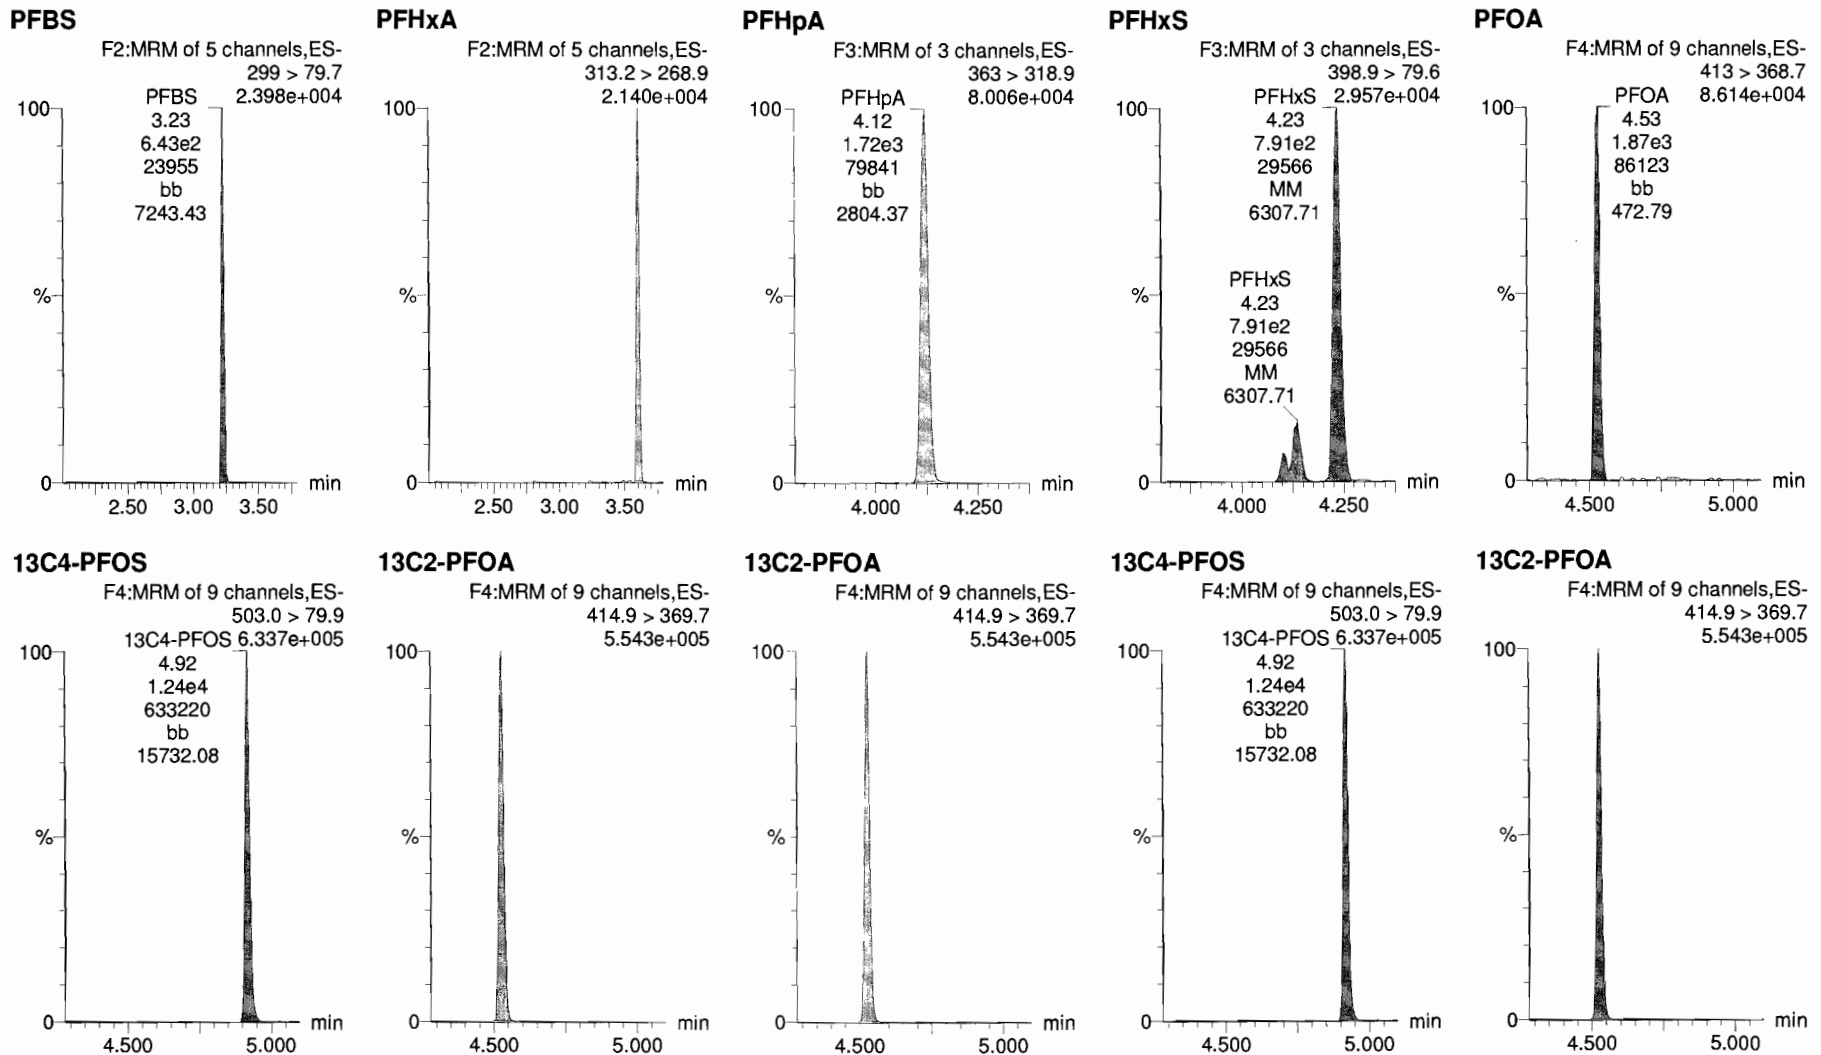 PFBS
F2:MRM of 5 channels,ES-
299 > 79.7
2.398e+004
PFBS
3.23
6.43e2
23955
bb
7243.43
100
%
0
2.50 3.00 3.50
min
PFHxA
F2:MRM of 5 channels,ES-
313.2 > 268.9
2.140e+004
100
%
0
2.50 3.00 3.50
min
PFHpA
F3:MRM of 3 channels,ES-
363 > 318.9
8.006e+004
PFHpA
4.12
1.72e3
79841
bb
2804.37
100
%
0
4.000 4.250
min
PFHxS
F3:MRM of 3 channels,ES-
398.9 > 79.6
PFHxS 2.957e+004
4.23
7.91e2
29566
MM
6307.71
PFHxS
4.23
7.91e2
29566
MM
6307.71
100
%
0
4.000 4.250
min
PFOA
F4:MRM of 9 channels,ES-
413 > 368.7
8.614e+004
PFOA
4.53
1.87e3
86123
bb
472.79
100
%
0
4.500 5.000
min
13C4-PFOS
F4:MRM of 9 channels,ES-
503.0 > 79.9
13C4-PFOS 6.337e+005
4.92
1.24e4
633220
bb
15732.08
100
%
0
4.500 5.000
min
13C2-PFOA
F4:MRM of 9 channels,ES-
414.9 > 369.7
5.543e+005
100
%
0
4.500 5.000
min
13C2-PFOA
F4:MRM of 9 channels,ES-
414.9 > 369.7
5.543e+005
100
%
0
4.500 5.000
min
13C4-PFOS
F4:MRM of 9 channels,ES-
503.0 > 79.9
13C4-PFOS 6.337e+005
4.92
1.24e4
633220
bb
15732.08
100
%
0
4.500 5.000
min
13C2-PFOA
F4:MRM of 9 channels,ES-
414.9 > 369.7
5.543e+005
100
%
0
4.500 5.000
min